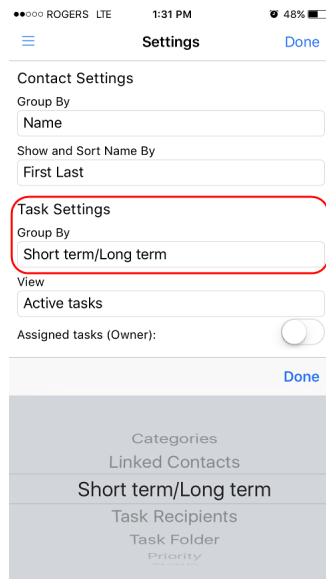 ROGERS LTE 1:31 PM 48%
Settings Done
Contact Settings
Group By
Name
Show and Sort Name By
First Last
Task Settings
Group By
Short term/Long term
View
Active tasks
Assigned tasks (Owner):
Done
Categories
Linked Contacts
Short term/Long term
Task Recipients
Task Folder
Priority